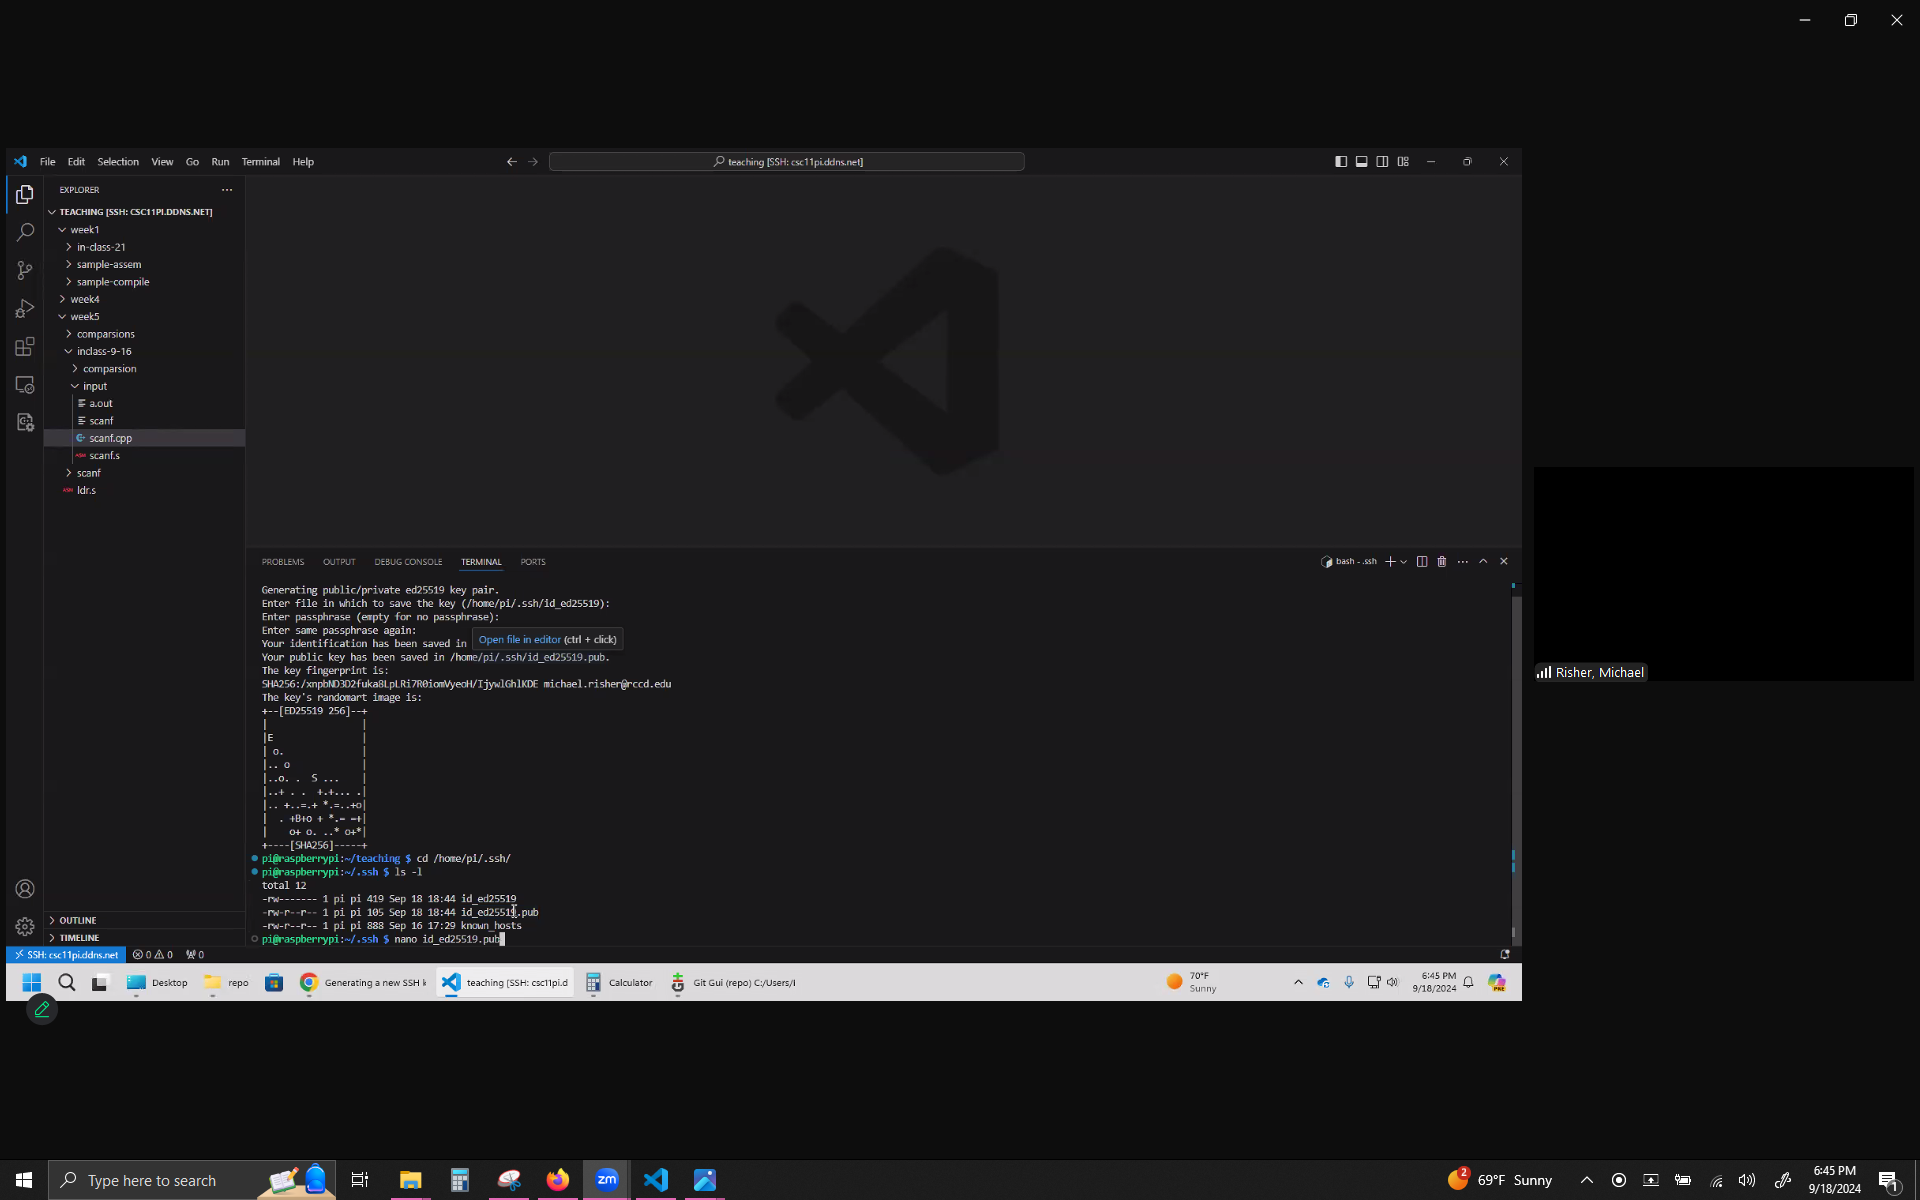 File Edit Selection View Go Run Terminal Help
teaching [SSH: csc11pi.ddns.net]
EXPLORER
TEACHING [SSH: CSC11PI.DDNS.NET]
week1
in-class-21
sample-assem
sample-compile
week4
week5
comparsions
inclass-9-16
comparsion
input
a.out
scanf
scanf.cpp
scanf.s
scanf
ldr.s
OUTLINE
TIMELINE
PROBLEMS OUTPUT DEBUG CONSOLE TERMINAL PORTS
bash - .ssh
Generating public/private ed25519 key pair.
Enter file in which to save the key (/home/pi/.ssh/id_ed25519):
Enter passphrase (empty for no passphrase):
Enter same passphrase again:
Your identification has been saved in
Open file in editor (ctrl + click)
Your public key has been saved in /home/pi/.ssh/id_ed25519.pub.
The key fingerprint is:
michael.risher@rccd.edu
The key's randomart image is:
+--[ED25519 256]--+
|                 |
|E                |
| o.              |
|.. o             |
|..o. .  S ...    |
|..+ . .  +.+... .|
|.. +..=.+ *.=..+o|
|  . +B+o + *.= =+|
|    o+ o. ..* o+*|
+----[SHA256]-----+
pi@raspberrypi:~/teaching $ cd /home/pi/.ssh/
pi@raspberrypi:~/.ssh $ ls -l
total 12
-rw------- 1 pi pi 419 Sep 18 18:44 id_ed25519
-rw-r--r-- 1 pi pi 105 Sep 18 18:44 id_ed25519.pub
-rw-r--r-- 1 pi pi 888 Sep 16 17:29 known_hosts
pi@raspberrypi:~/.ssh $ nano id_ed25519.pub
SSH: csc11pi.ddns.net 0 0 0
Desktop repo Generating a new SSH k teaching [SSH: csc11pi.d Calculator Git Gui (repo) C:/Users/I
70°F
Sunny
6:45 PM
9/18/2024
PRE
Risher, Michael
Type here to search
2
69°F Sunny
zm
6:45 PM
9/18/2024
1